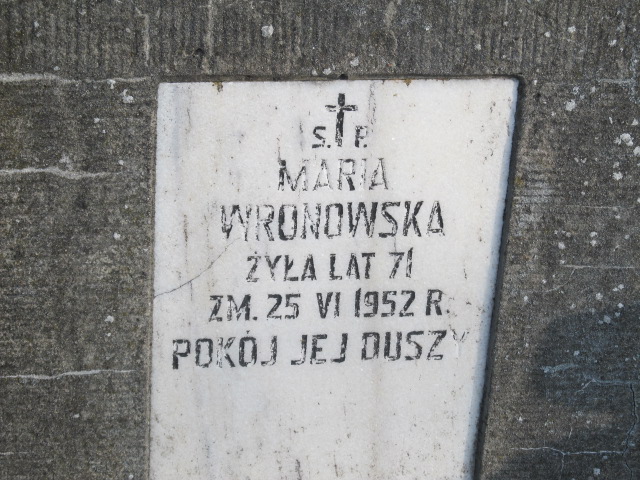 Ś. P.
MARIA
WRONOWSKA
ŻYŁA LAT 71
ZM. 25 VI 1952 R.
POKÓJ JEJ DUSZY